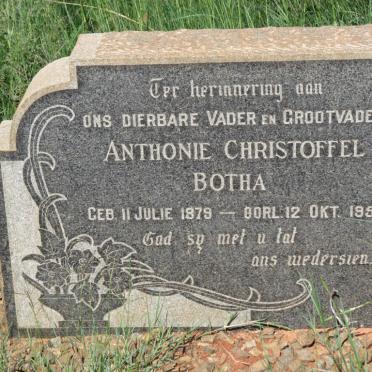 Ter herinnering aan
ONS DIERBARE VADER EN GROOTVADE
ANTHONIE CHRISTOFFEL
BOTHA
GEB. 11 JULIE 1879 — OORL. 12 OKT. 195
God sy met u tot
ons wedersien.